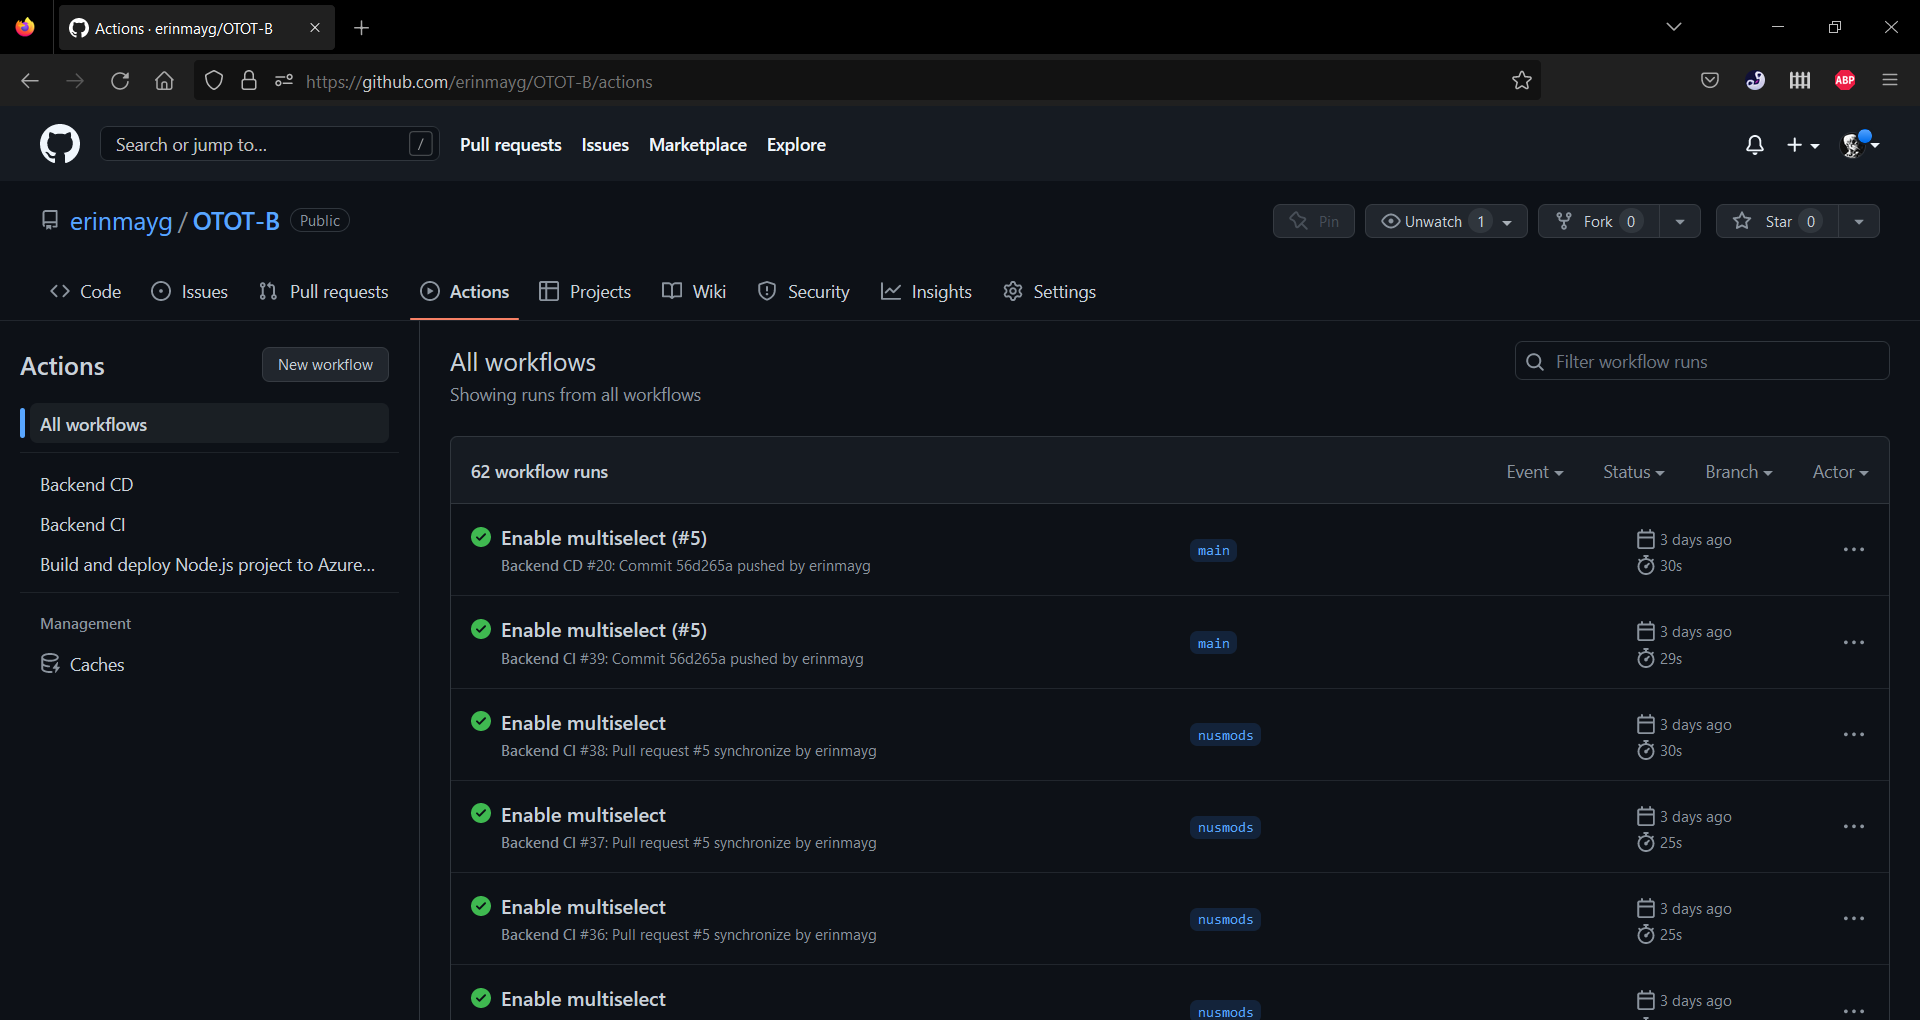 Actions · erinmayg/OTOT-B
https://github.com/erinmayg/OTOT-B/actions
ABP
Search or jump to... /
Pull requests Issues Marketplace Explore
erinmayg / OTOT-B Public
Pin Unwatch 1 Fork 0 Star 0
Code Issues Pull requests Actions Projects Wiki Security Insights Settings
Actions New workflow
All workflows
Backend CD
Backend CI
Build and deploy Node.js project to Azure...
Management
Caches
All workflows
Showing runs from all workflows
Filter workflow runs
62 workflow runs Event Status Branch Actor
Enable multiselect (#5)
Backend CD #20: Commit 56d265a pushed by erinmayg
main
3 days ago
30s
Enable multiselect (#5)
Backend CI #39: Commit 56d265a pushed by erinmayg
main
3 days ago
29s
Enable multiselect
Backend CI #38: Pull request #5 synchronize by erinmayg
nusmods
3 days ago
30s
Enable multiselect
Backend CI #37: Pull request #5 synchronize by erinmayg
nusmods
3 days ago
25s
Enable multiselect
Backend CI #36: Pull request #5 synchronize by erinmayg
nusmods
3 days ago
25s
Enable multiselect
nusmods
3 days ago